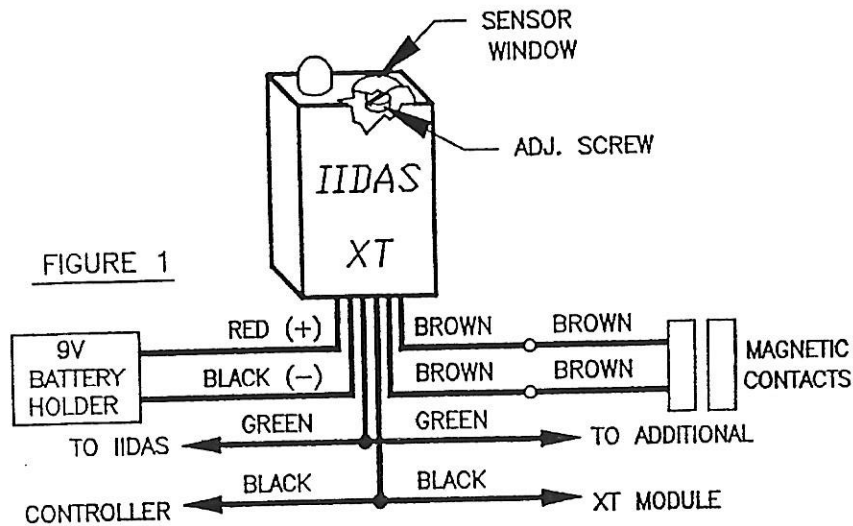 SENSOR
WINDOW
ADJ. SCREW
IIDAS
XT
FIGURE 1
RED (+)
BROWN
BROWN
9V
BATTERY
HOLDER
BLACK (-)
BROWN
BROWN
MAGNETIC
CONTACTS
GREEN
GREEN
TO IIDAS
TO ADDITIONAL
BLACK
BLACK
CONTROLLER
XT MODULE